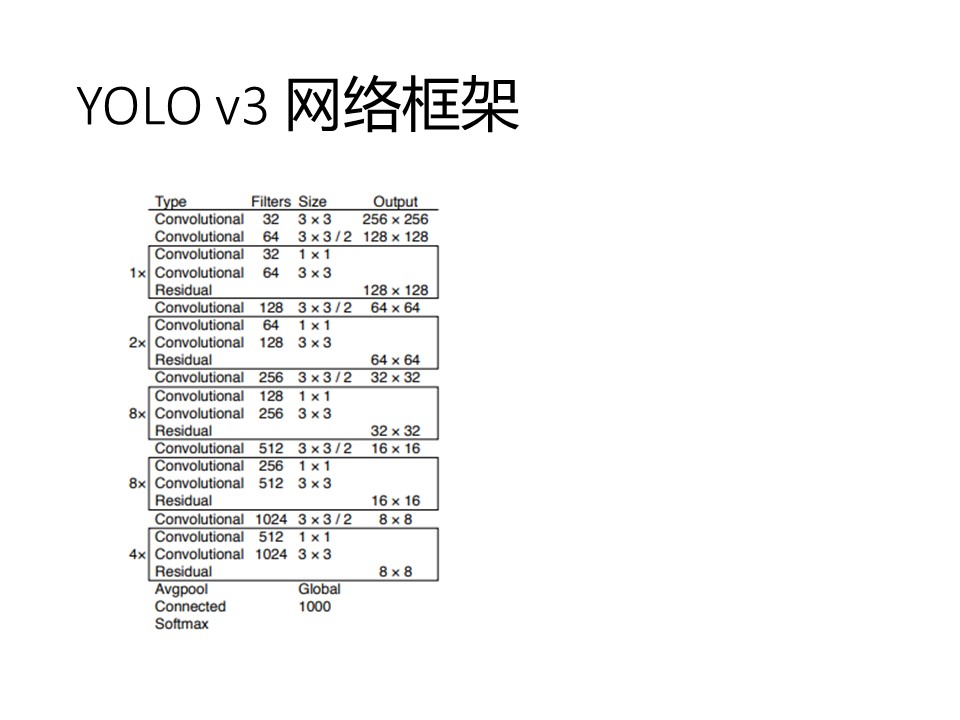 YOLO v3 网络框架
Type Filters Size Output
Convolutional 32 3 × 3 256 × 256
Convolutional 64 3 × 3 / 2 128 × 128
Convolutional 32 1 × 1
1× Convolutional 64 3 × 3
Residual 128 × 128
Convolutional 128 3 × 3 / 2 64 × 64
Convolutional 64 1 × 1
2× Convolutional 128 3 × 3
Residual 64 × 64
Convolutional 256 3 × 3 / 2 32 × 32
Convolutional 128 1 × 1
8× Convolutional 256 3 × 3
Residual 32 × 32
Convolutional 512 3 × 3 / 2 16 × 16
Convolutional 256 1 × 1
8× Convolutional 512 3 × 3
Residual 16 × 16
Convolutional 1024 3 × 3 / 2 8 × 8
Convolutional 512 1 × 1
4× Convolutional 1024 3 × 3
Residual 8 × 8
Avgpool Global
Connected 1000
Softmax